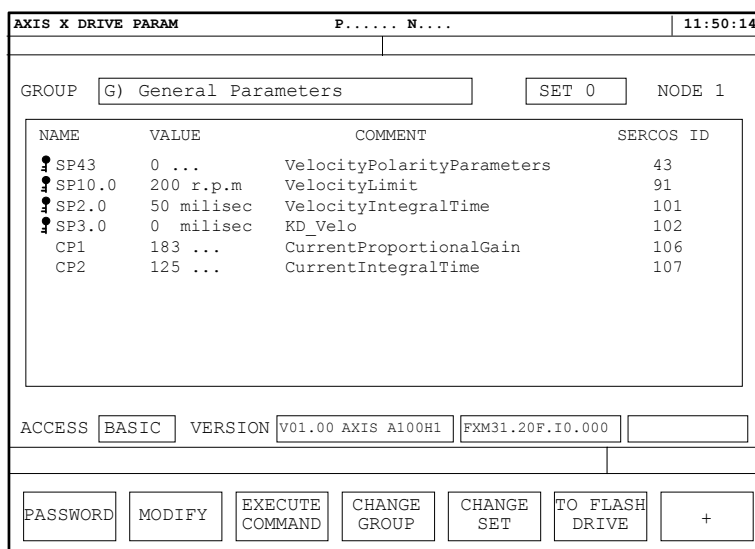 AXIS X DRIVE PARAM P...... N.... 11:50:14
GROUP G) General Parameters SET 0 NODE 1
NAME VALUE COMMENT SERCOS ID
SP43 0 ... VelocityPolarityParameters 43
SP10.0 200 r.p.m VelocityLimit 91
SP2.0 50 milisec VelocityIntegralTime 101
SP3.0 0 milisec KD_Velo 102
CP1 183 ... CurrentProportionalGain 106
CP2 125 ... CurrentIntegralTime 107
ACCESS BASIC VERSION V01.00 AXIS A100H1 FXM31.20F.I0.000
PASSWORD MODIFY EXECUTE COMMAND CHANGE GROUP CHANGE SET TO FLASH DRIVE +